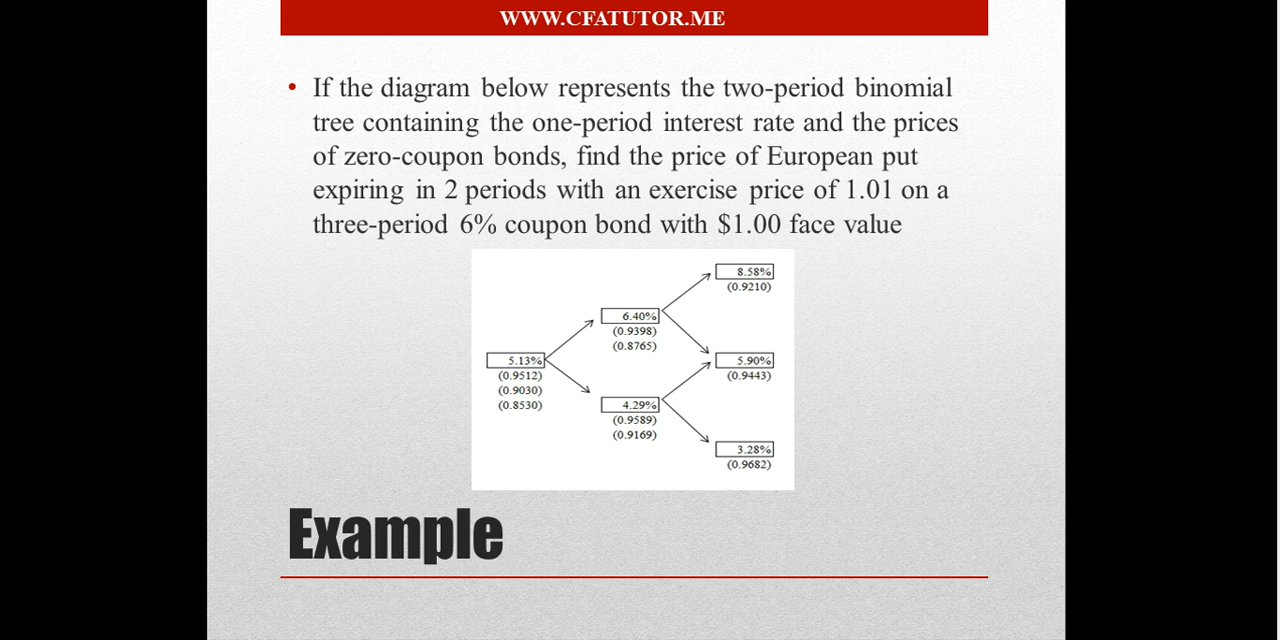 WWW.CFATUTOR.ME
• If the diagram below represents the two-period binomial
tree containing the one-period interest rate and the prices
of zero-coupon bonds, find the price of European put
expiring in 2 periods with an exercise price of 1.01 on a
three-period 6% coupon bond with $1.00 face value
8.58%
(0.9210)
6.40%
(0.9398)
(0.8765)
5.13%
(0.9512)
(0.9030)
(0.8530)
5.90%
(0.9443)
4.29%
(0.9589)
(0.9169)
3.28%
(0.9682)
Example